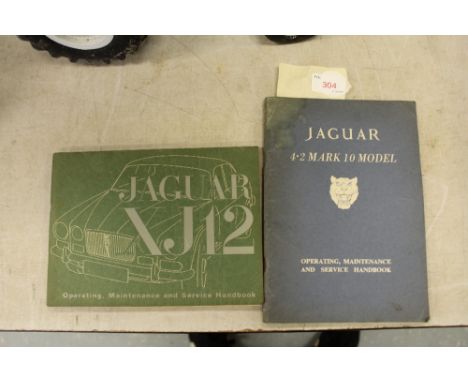 304
JAGUAR
XJ12
Operating, Maintenance and Service Handbook
JAGUAR
4·2 MARK 10 MODEL
OPERATING, MAINTENANCE
AND SERVICE HANDBOOK